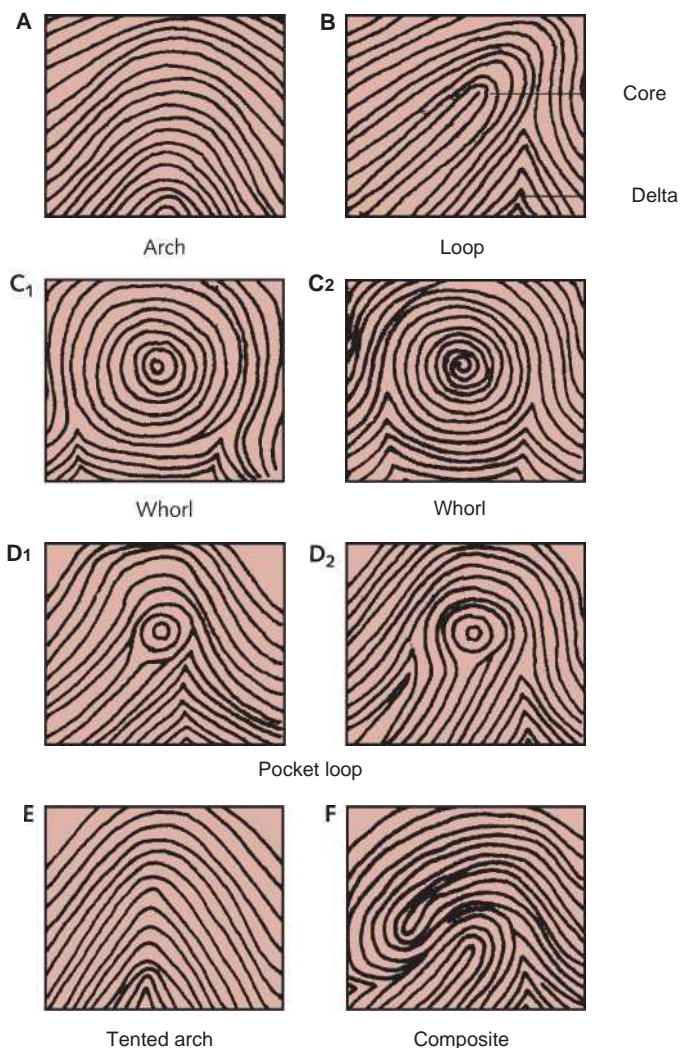 A
B
Core
Delta
Arch
Loop
C1
C2
Whorl
Whorl
D1
D2
Pocket loop
E
F
Tented arch
Composite